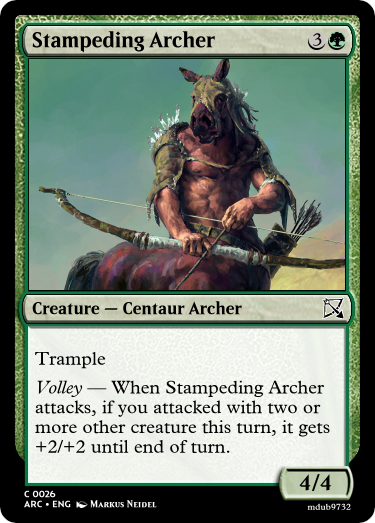 Stampeding Archer 3
Creature — Centaur Archer
Trample
Volley — When Stampeding Archer
attacks, if you attacked with two or
more other creature this turn, it gets
+2/+2 until end of turn.
4/4
C 0026
ARC • ENG Markus Neidel
mdub9732